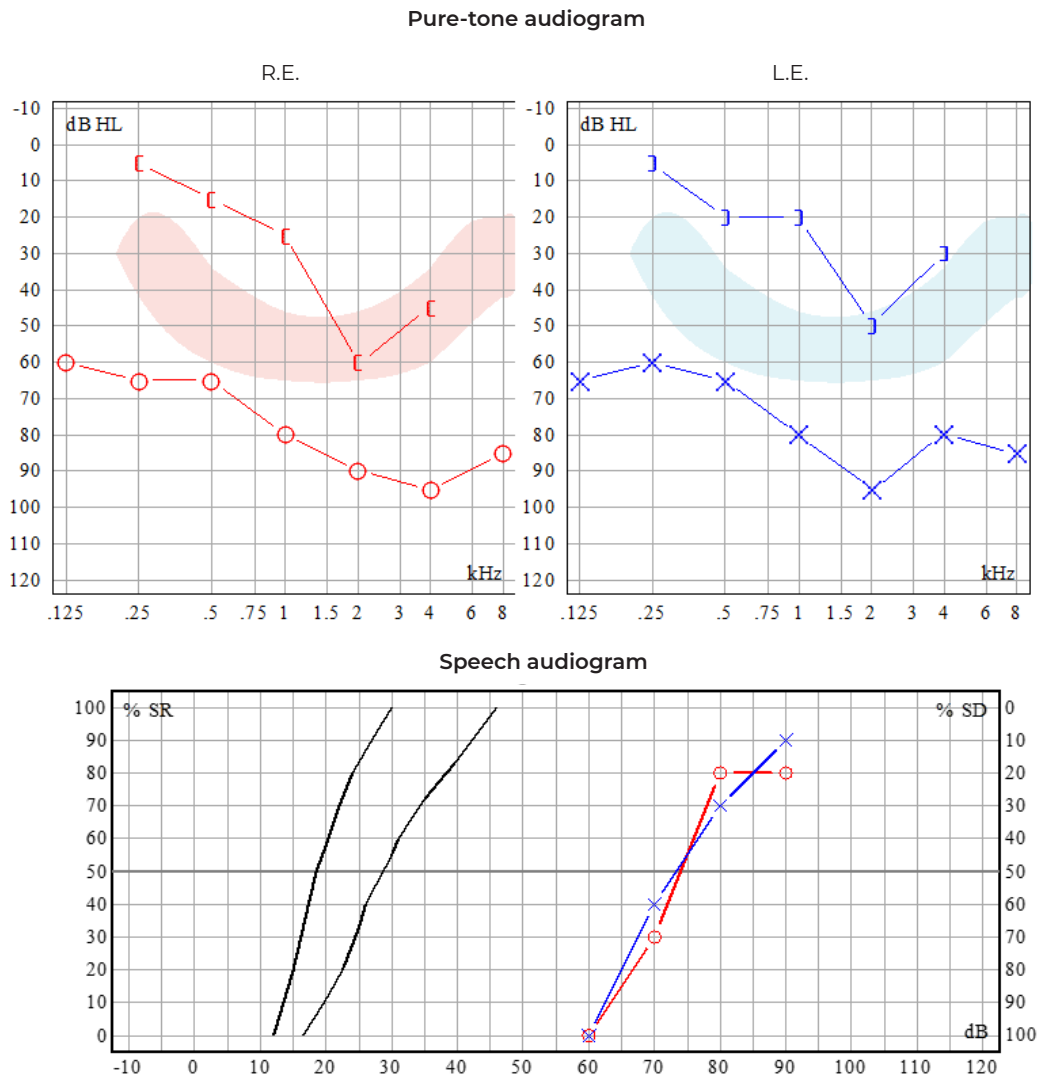 Pure-tone audiogram
R.E.
L.E.
-10
dB HL
0
10
20
30
40
50
60
70
80
90
100
110
120
kHz
.125 .25 .5 .75 1 1.5 2 3 4 6 8
-10
dB HL
0
10
20
30
40
50
60
70
80
90
100
110
120
kHz
.125 .25 .5 .75 1 1.5 2 3 4 6 8
Speech audiogram
100 % SR % SD 0
90 10
80 20
70 30
60 40
50 50
40 60
30 70
20 80
10 90
0 dB 100
-10 0 10 20 30 40 50 60 70 80 90 100 110 120